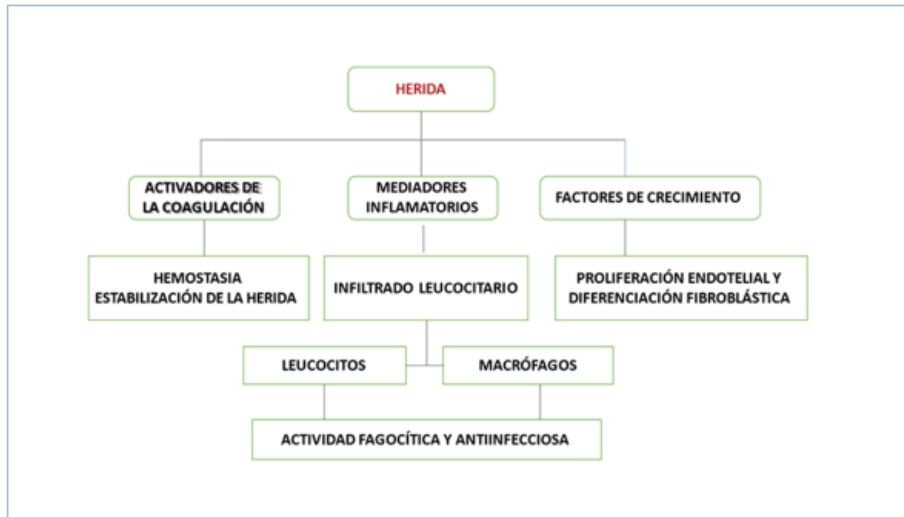 HERIDA
ACTIVADORES DE
LA COAGULACIÓN
MEDIADORES
INFLAMATORIOS
FACTORES DE CRECIMIENTO
HEMOSTASIA
ESTABILIZACIÓN DE LA HERIDA
INFILTRADO LEUCOCITARIO
PROLIFERACIÓN ENDOTELIAL Y
DIFERENCIACIÓN FIBROBLÁSTICA
LEUCOCITOS
MACRÓFAGOS
ACTIVIDAD FAGOCÍTICA Y ANTIINFECCIOSA